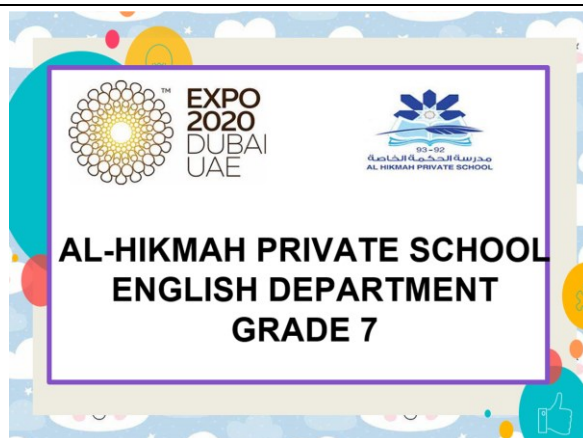 ™
EXPO
2020
DUBAI
UAE
93-92
مدرسة الحكمة الخاصة
AL HIKMAH PRIVATE SCHOOL
AL-HIKMAH PRIVATE SCHOOL
ENGLISH DEPARTMENT
GRADE 7